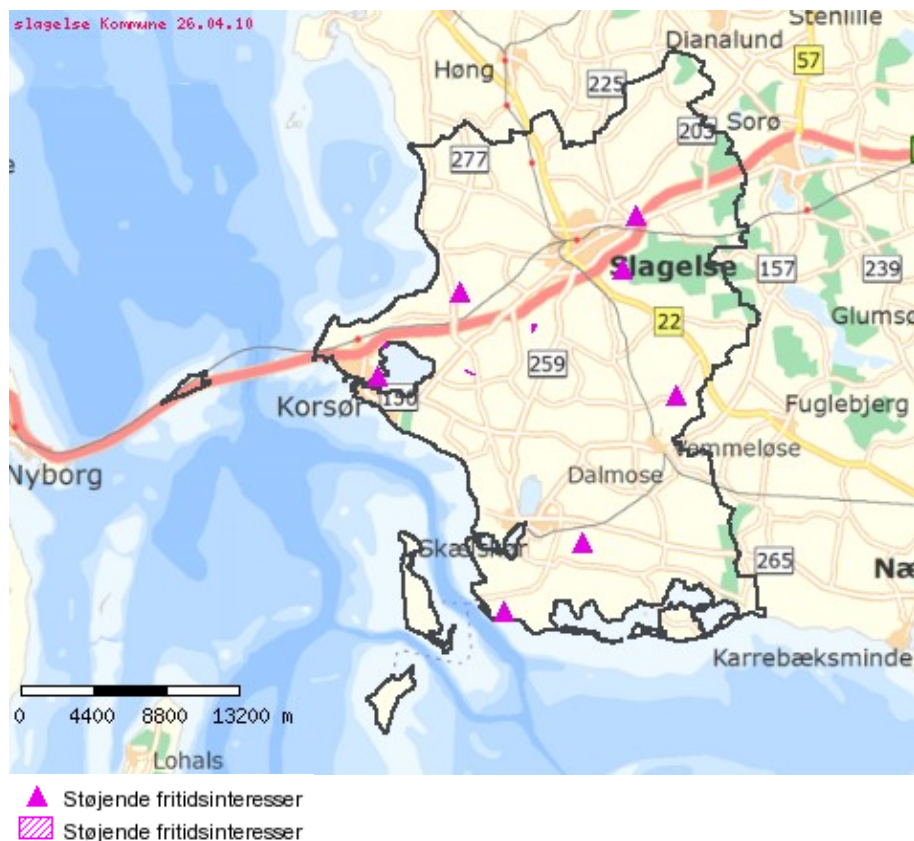 slagelse Kommune 26.04.10
Stenlille
Dianalund
Høng
57
225
203
Sorø
277
Slagelse
157
239
Glumsø
22
259
Korsør
Fuglebjerg
Nyborg
Dalmose
Skælskør
265
Næ
Karrebæksminde
0 4400 8800 13200 m
Lohals
Støjende fritidsinteresser
Støjende fritidsinteresser